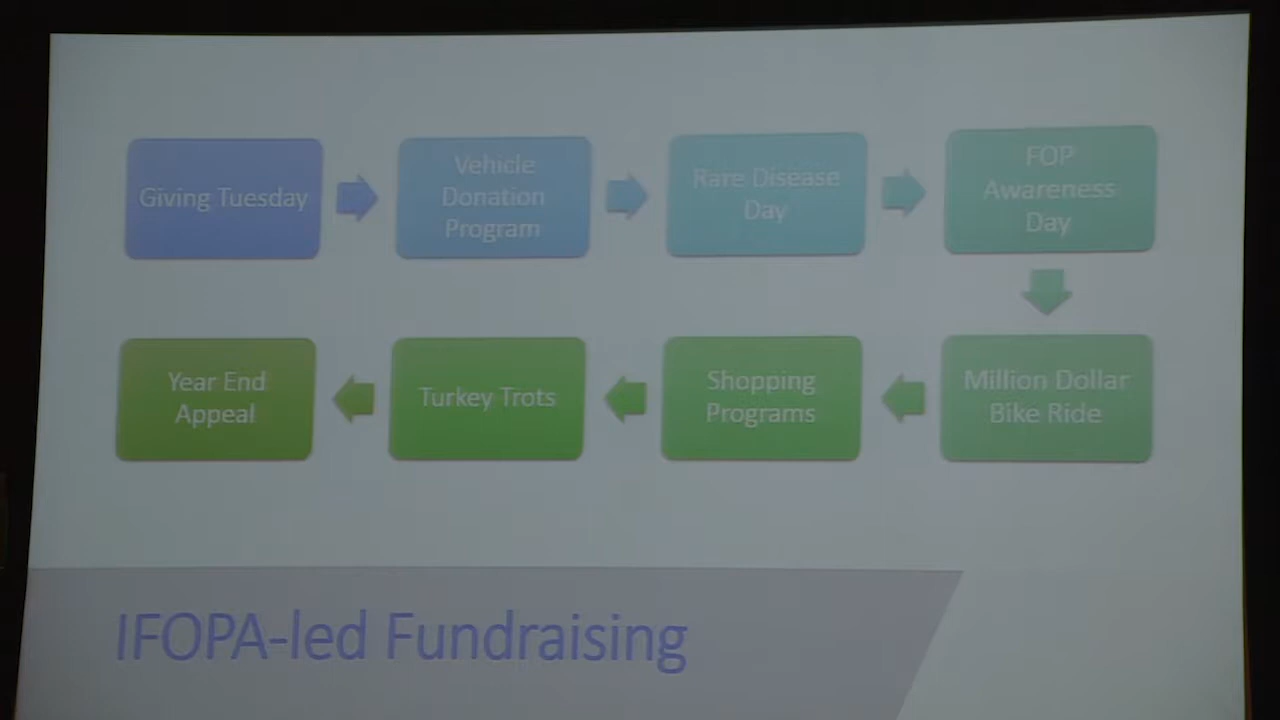 Giving Tuesday
Vehicle
Donation
Program
Rare Disease
Day
FOP
Awareness
Day
Million Dollar
Bike Ride
Shopping
Programs
Turkey Trots
Year End
Appeal
IFOPA-led Fundraising